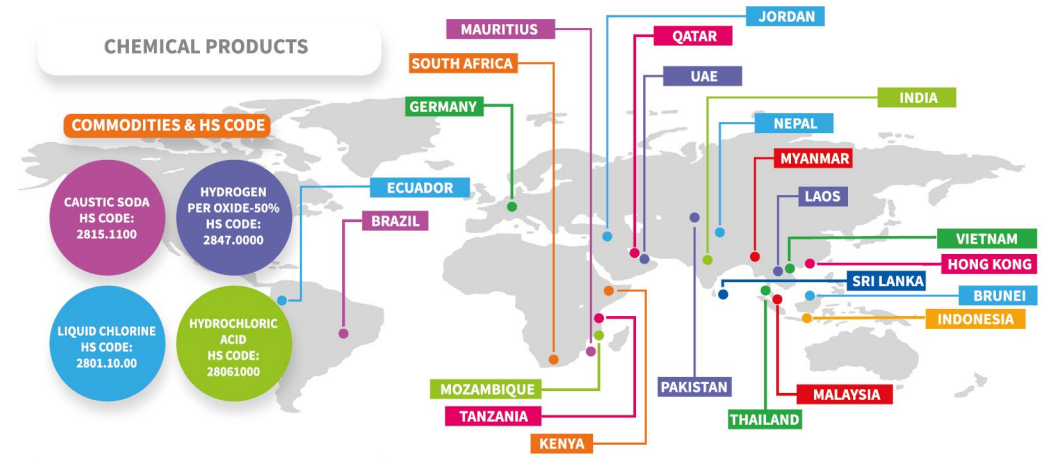 CHEMICAL PRODUCTS
COMMODITIES & HS CODE
CAUSTIC SODA
HS CODE:
2815.1100
HYDROGEN
PER OXIDE-50%
HS CODE:
2847.0000
LIQUID CHLORINE
HS CODE:
2801.10.00
HYDROCHLORIC
ACID
HS CODE:
28061000
MAURITIUS
SOUTH AFRICA
GERMANY
ECUADOR
BRAZIL
JORDAN
QATAR
UAE
INDIA
NEPAL
MYANMAR
LAOS
VIETNAM
HONG KONG
SRI LANKA
BRUNEI
INDONESIA
MOZAMBIQUE
TANZANIA
KENYA
PAKISTAN
THAILAND
MALAYSIA